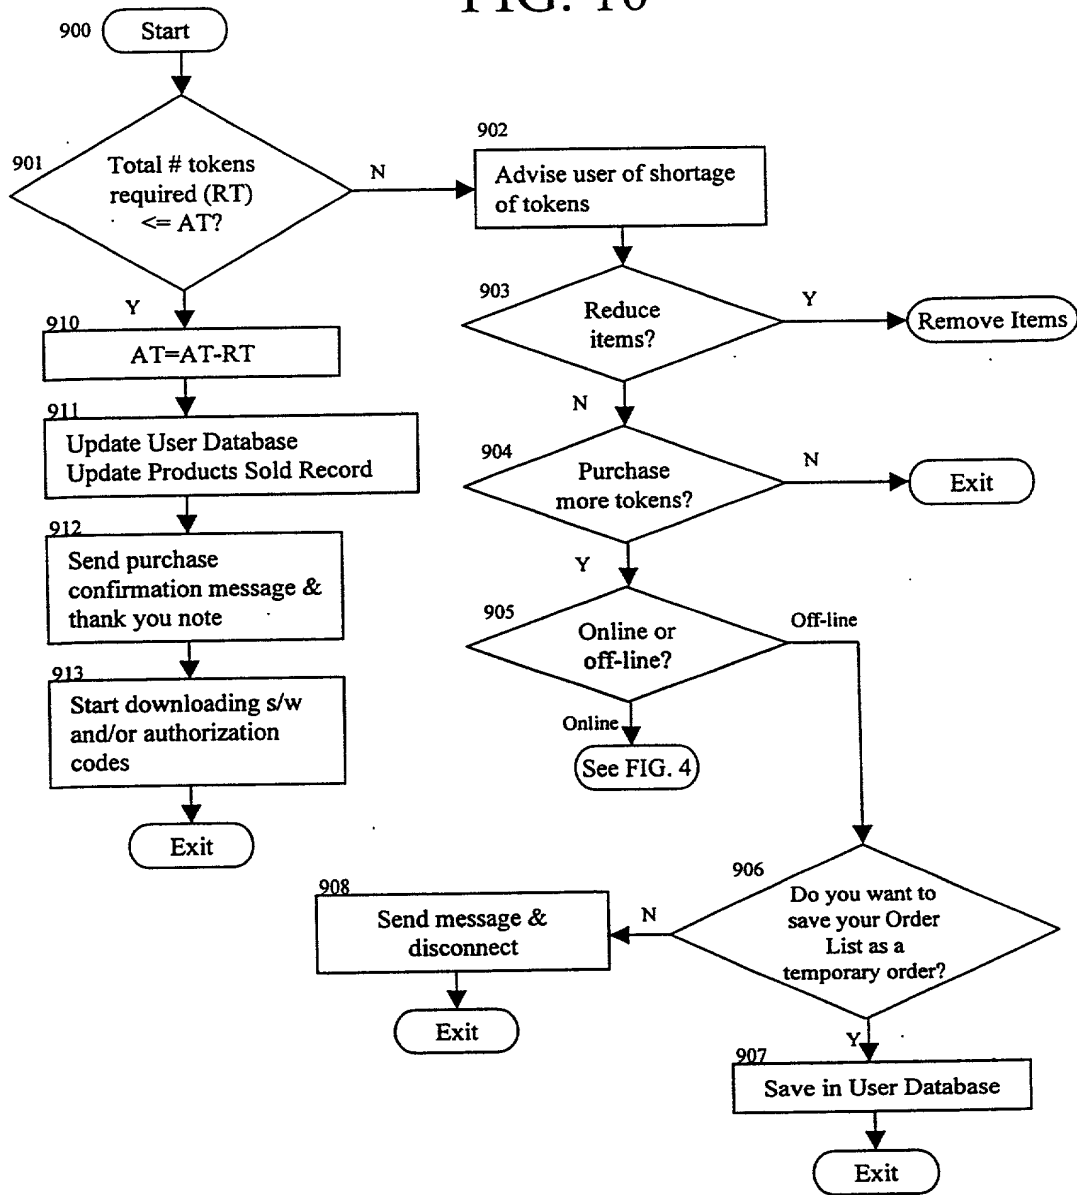 FIG. 10
900
Start
901
Total # tokens
required (RT)
<= AT?
N
902
Advise user of shortage
of tokens
903
Reduce
items?
Y
Remove Items
Y
910
AT=AT-RT
N
911
Update User Database
Update Products Sold Record
904
Purchase
more tokens?
N
Exit
912
Send purchase
confirmation message &
thank you note
Y
905
Online or
off-line?
Off-line
913
Start downloading s/w
and/or authorization
codes
Online
See FIG. 4
Exit
906
Do you want to
save your Order
List as a
temporary order?
N
908
Send message &
disconnect
Exit
Y
907
Save in User Database
Exit